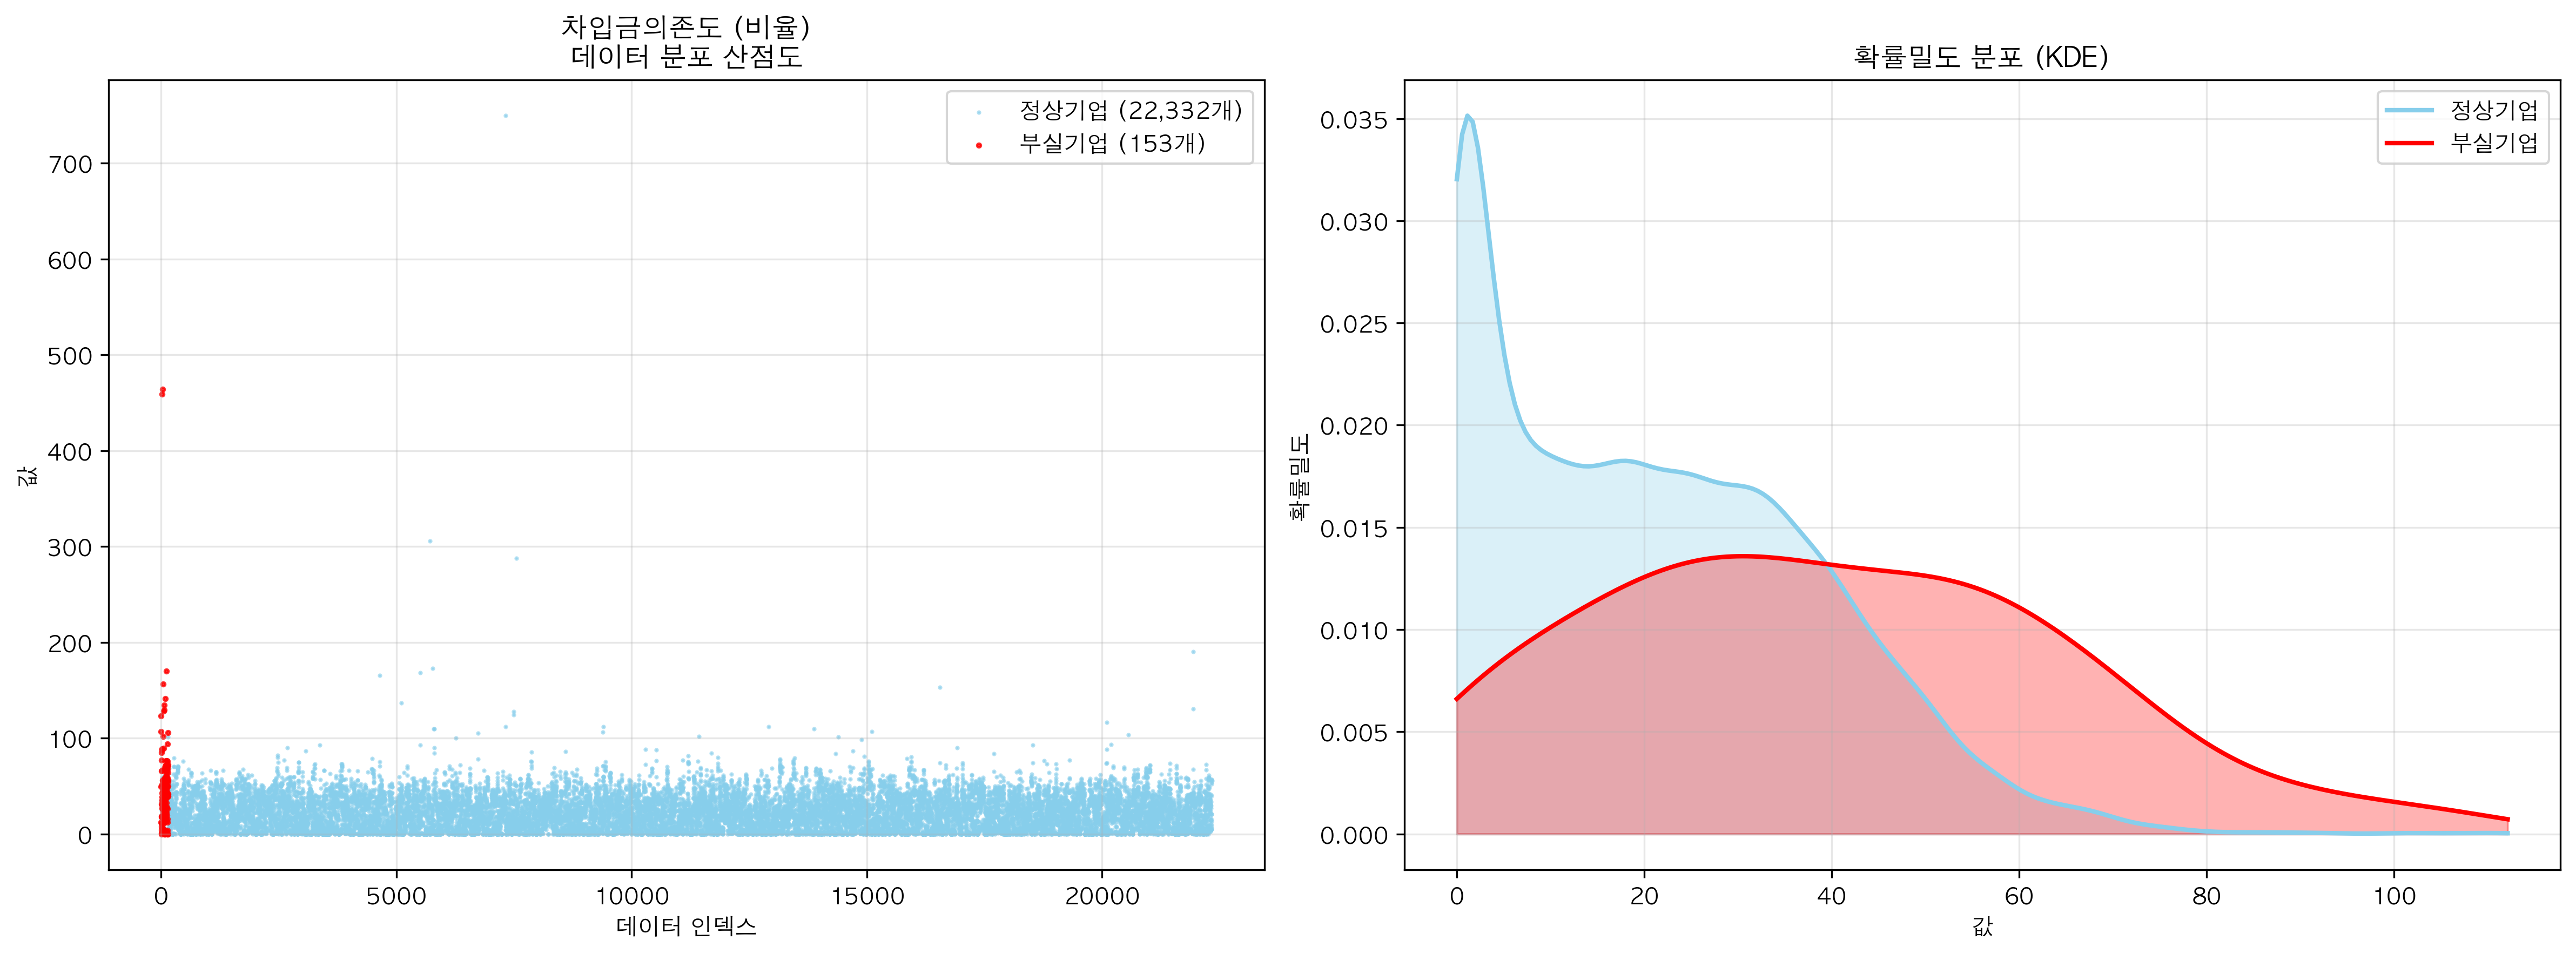 차입금의존도 (비율)
데이터 분포 산점도
정상기업 (22,332개)
부실기업 (153개)
700
600
500
400
300
200
100
0
값
0
5000
10000
15000
20000
데이터 인덱스
확률밀도 분포 (KDE)
정상기업
부실기업
0.035
0.030
0.025
0.020
0.015
0.010
0.005
0.000
확률밀도
0
20
40
60
80
100
값